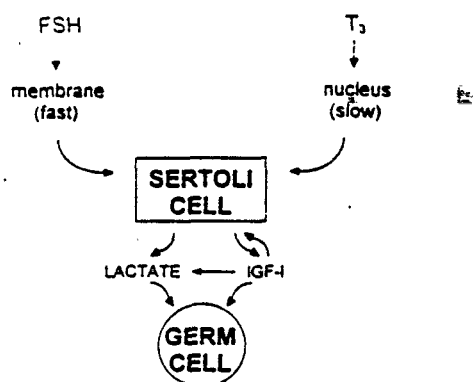 FSH
T3
membrane
(fast)
nucleus
(slow)
SERTOLI
CELL
LACTATE
IGF-I
GERM
CELL